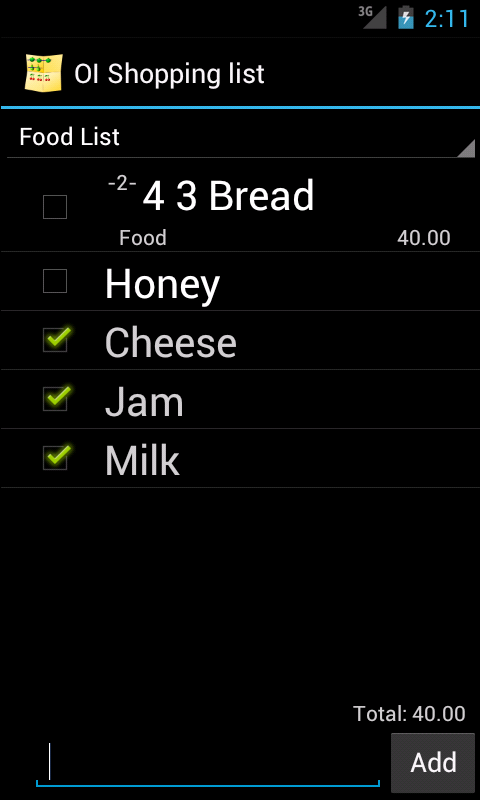 3G 2:11
OI Shopping list
Food List
-2- 4 3 Bread
Food 40.00
Honey
Cheese
Jam
Milk
Total: 40.00
Add